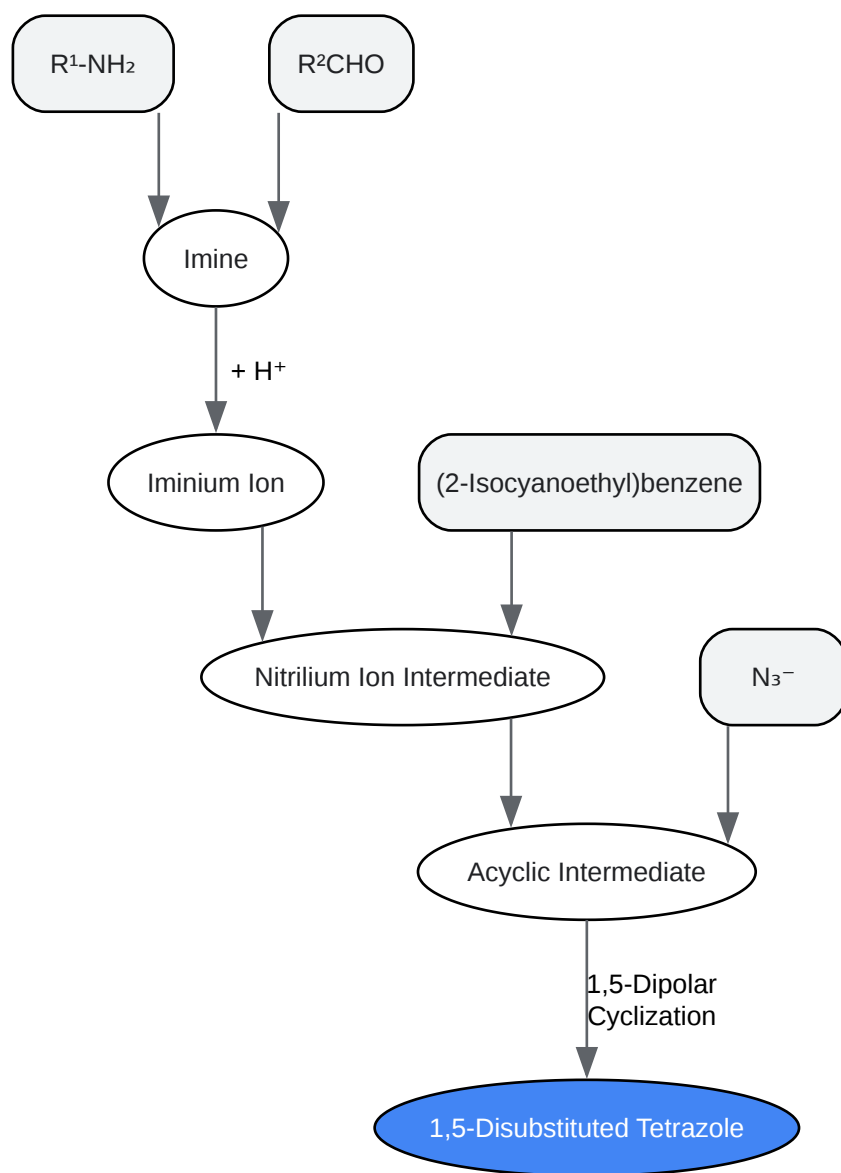 R¹-NH₂
R²CHO
Imine
+ H⁺
Iminium Ion
(2-Isocyanoethyl)benzene
Nitrilium Ion Intermediate
N₃⁻
Acyclic Intermediate
1,5-Dipolar
Cyclization
1,5-Disubstituted Tetrazole